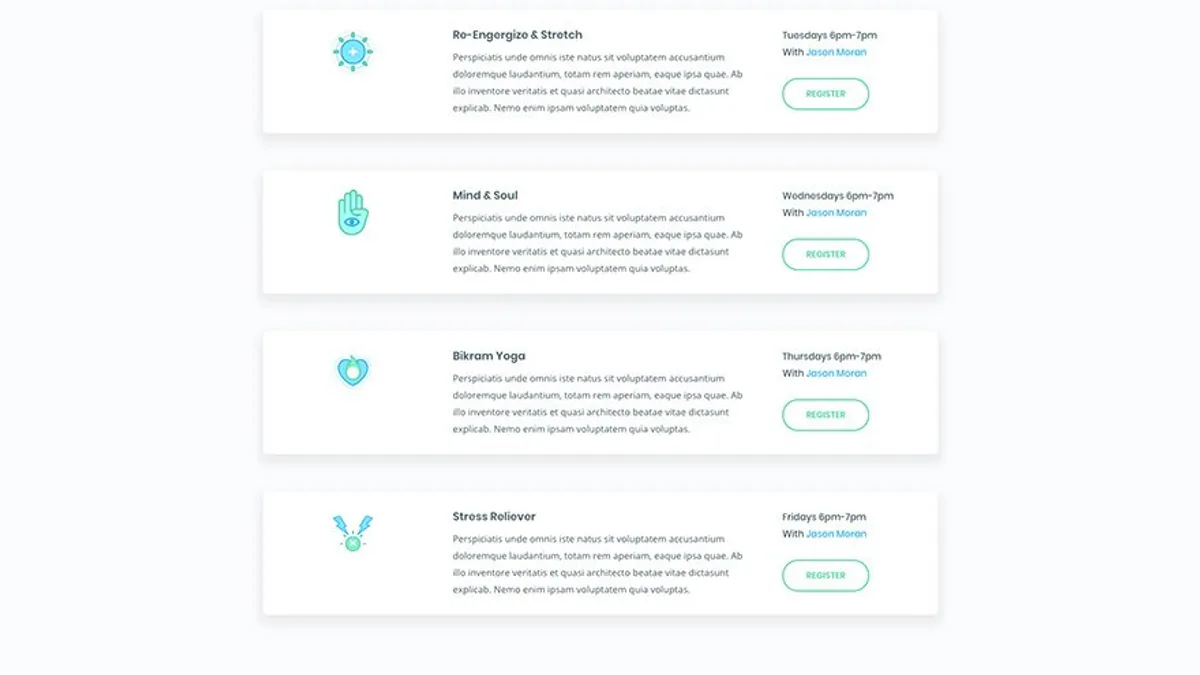 Re-Engergize & Stretch
Perspiciatis unde omnis iste natus sit voluptatem accusantium
doloremque laudantium, totam rem aperiam, eaque ipsa quae. Ab
illo inventore veritatis et quasi architecto beatae vitae dictasunt
explicab. Nemo enim ipsam voluptatem quia voluptas.
Tuesdays 6pm-7pm
With Jason Moran
REGISTER
Mind & Soul
Perspiciatis unde omnis iste natus sit voluptatem accusantium
doloremque laudantium, totam rem aperiam, eaque ipsa quae. Ab
illo inventore veritatis et quasi architecto beatae vitae dictasunt
explicab. Nemo enim ipsam voluptatem quia voluptas.
Wednesdays 6pm-7pm
With Jason Moran
REGISTER
Bikram Yoga
Perspiciatis unde omnis iste natus sit voluptatem accusantium
doloremque laudantium, totam rem aperiam, eaque ipsa quae. Ab
illo inventore veritatis et quasi architecto beatae vitae dictasunt
explicab. Nemo enim ipsam voluptatem quia voluptas.
Thursdays 6pm-7pm
With Jason Moran
REGISTER
Stress Reliever
Perspiciatis unde omnis iste natus sit voluptatem accusantium
doloremque laudantium, totam rem aperiam, eaque ipsa quae. Ab
illo inventore veritatis et quasi architecto beatae vitae dictasunt
explicab. Nemo enim ipsam voluptatem quia voluptas.
Fridays 6pm-7pm
With Jason Moran
REGISTER